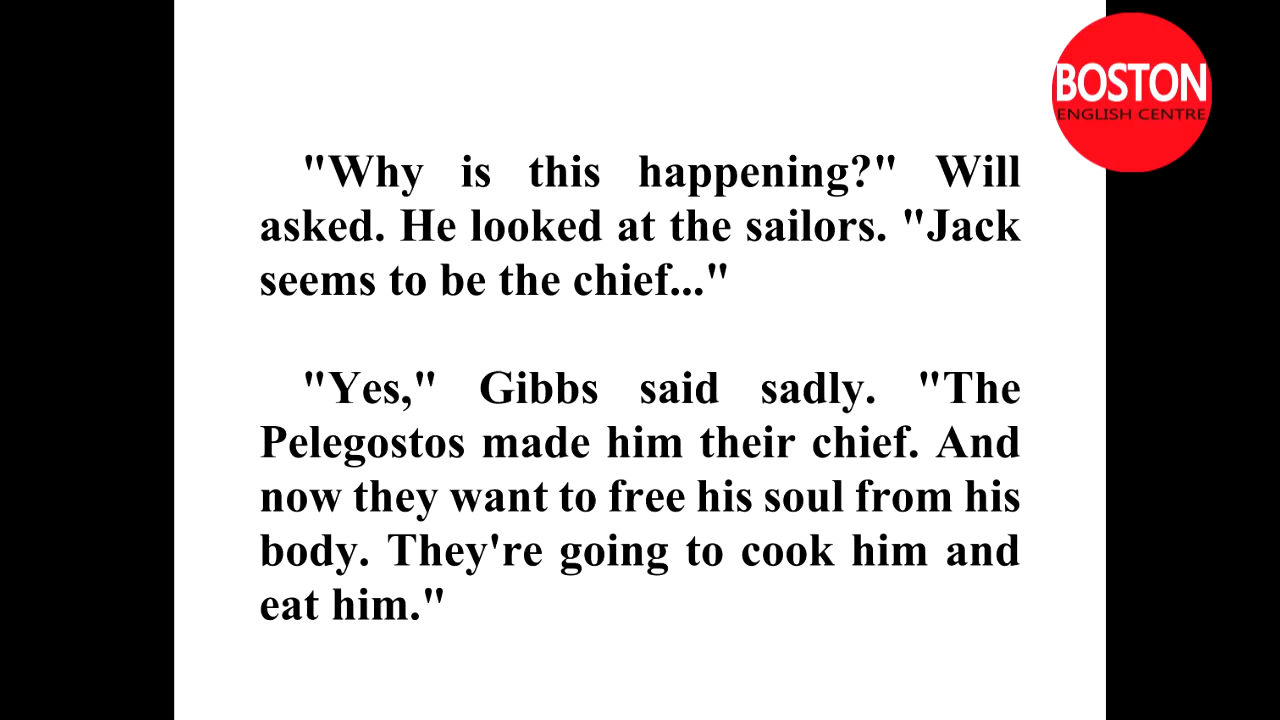 BOSTON
ENGLISH CENTRE
"Why is this happening?" Will
asked. He looked at the sailors. "Jack
seems to be the chief..."
"Yes," Gibbs said sadly. "The
Pelegostos made him their chief. And
now they want to free his soul from his
body. They're going to cook him and
eat him."